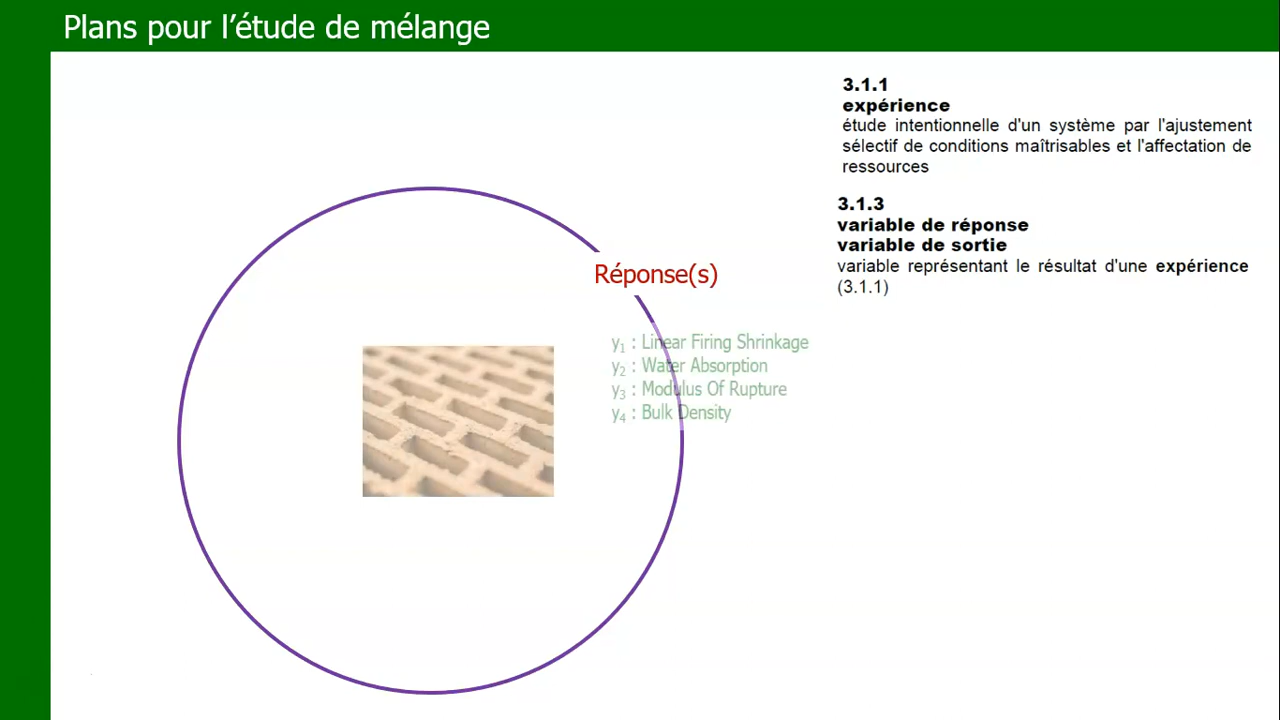 Plans pour l’étude de mélange
3.1.1
expérience
étude intentionnelle d'un système par l'ajustement
sélectif de conditions maîtrisables et l'affectation de
ressources
3.1.3
variable de réponse
variable de sortie
variable représentant le résultat d'une expérience
(3.1.1)
Réponse(s)
y₁ : Linear Firing Shrinkage
y₂ : Water Absorption
y₃ : Modulus Of Rupture
y₄ : Bulk Density